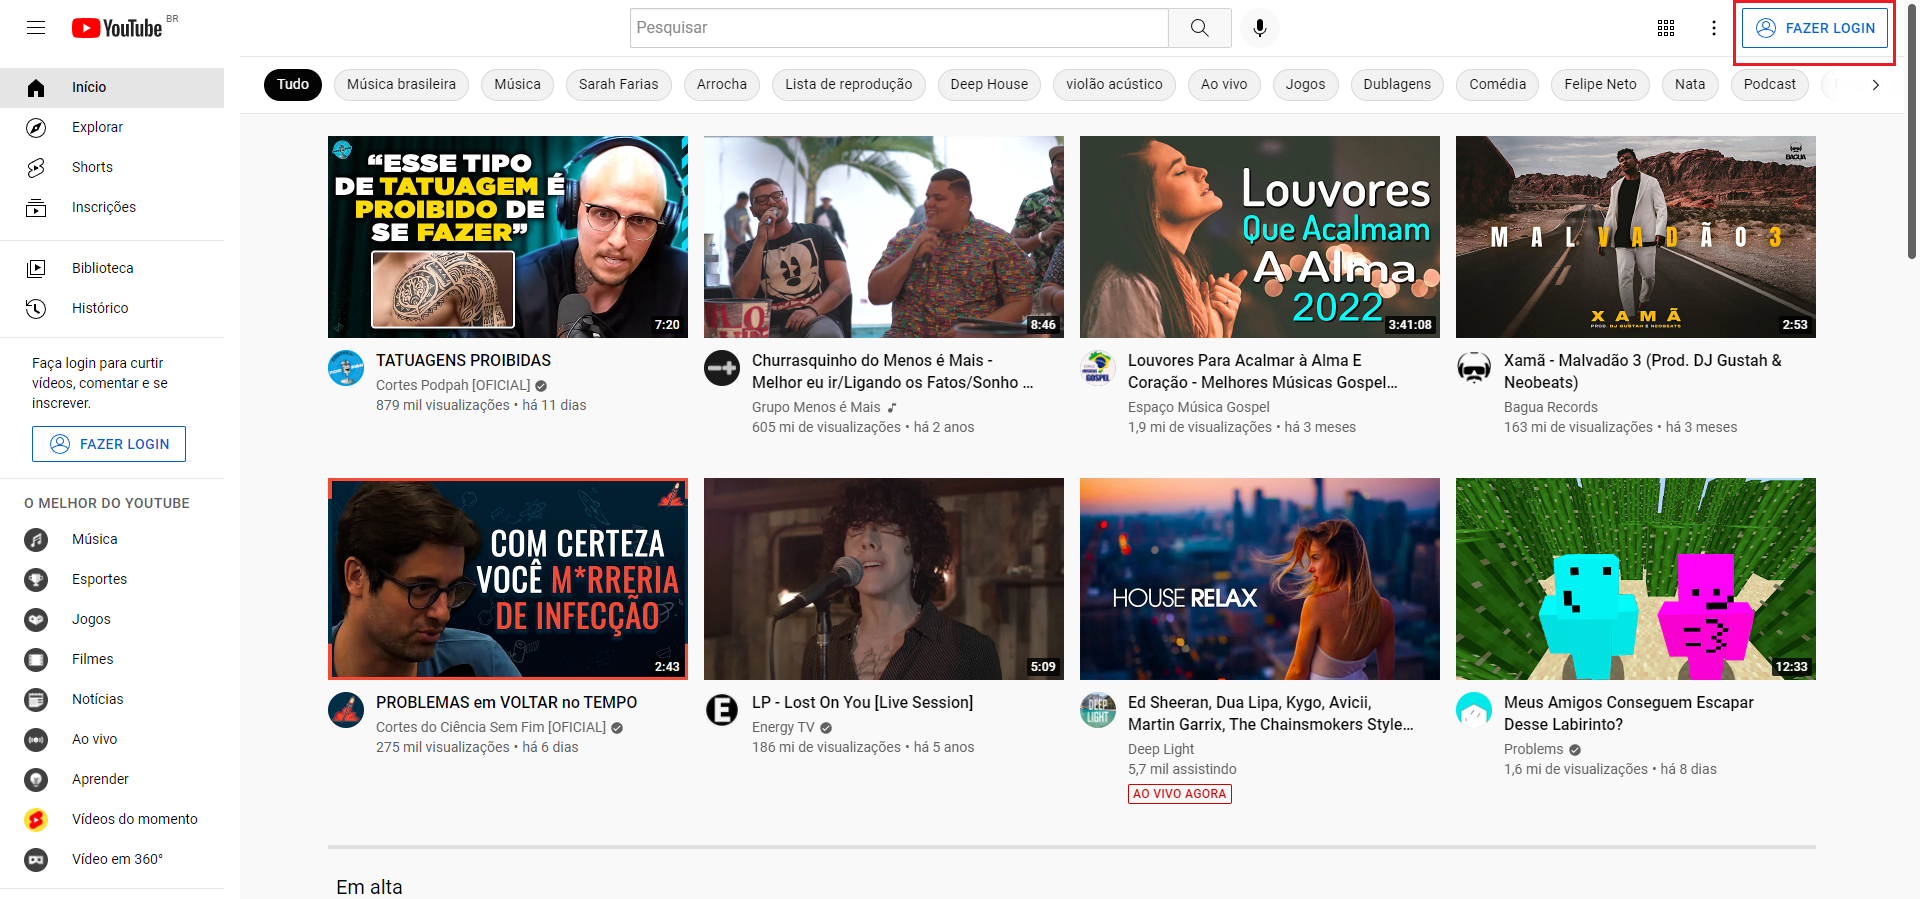 YouTube BR
Pesquisar
FAZER LOGIN
Início
Explorar
Shorts
Inscrições
Biblioteca
Histórico
Faça login para curtir
vídeos, comentar e se
inscrever.
FAZER LOGIN
O MELHOR DO YOUTUBE
Música
Esportes
Jogos
Filmes
Notícias
Ao vivo
Aprender
Vídeos do momento
Vídeo em 360°
Tudo Música brasileira Música Sarah Farias Arrocha Lista de reprodução Deep House violão acústico Ao vivo Jogos Dublagens Comédia Felipe Neto Nata Podcast
“ESSE TIPO
DE TATUAGEM É
PROIBIDO DE
SE FAZER”
7:20
TATUAGENS PROIBIDAS
Cortes Podpah [OFICIAL]
879 mil visualizações • há 11 dias
8:46
Churrasquinho do Menos é Mais -
Melhor eu ir/Ligando os Fatos/Sonho ...
Grupo Menos é Mais
605 mi de visualizações • há 2 anos
Louvores
Que Acalmam
A Alma
2022
3:41:08
GOSPEL
Louvores Para Acalmar à Alma E
Coração - Melhores Músicas Gospel...
Espaço Música Gospel
1,9 mi de visualizações • há 3 meses
BAGUA
MALVADÃO 3
XAMÃ
PROD. DJ GUSTAH E NEOBEATS
2:53
Xamã - Malvadão 3 (Prod. DJ Gustah &
Neobeats)
Bagua Records
163 mi de visualizações • há 3 meses
COM CERTEZA
VOCÊ M*RRERIA
DE INFECÇÃO
2:43
PROBLEMAS em VOLTAR no TEMPO
Cortes do Ciência Sem Fim [OFICIAL]
275 mil visualizações • há 6 dias
5:09
E
LP - Lost On You [Live Session]
Energy TV
186 mi de visualizações • há 5 anos
HOUSE RELAX
DEEP
LIGHT
Ed Sheeran, Dua Lipa, Kygo, Avicii,
Martin Garrix, The Chainsmokers Style...
Deep Light
5,7 mil assistindo
AO VIVO AGORA
12:33
Meus Amigos Conseguem Escapar
Desse Labirinto?
Problems
1,6 mi de visualizações • há 8 dias
Em alta